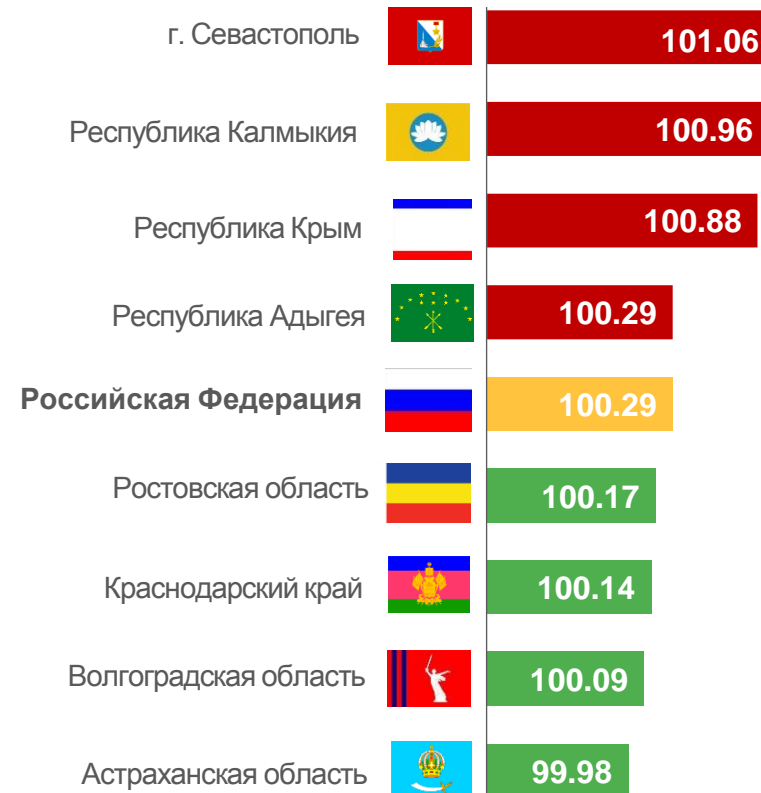 г. Севастополь 101.06
Республика Калмыкия 100.96
Республика Крым 100.88
Республика Адыгея 100.29
Российская Федерация 100.29
Ростовская область 100.17
Краснодарский край 100.14
Волгоградская область 100.09
Астраханская область 99.98